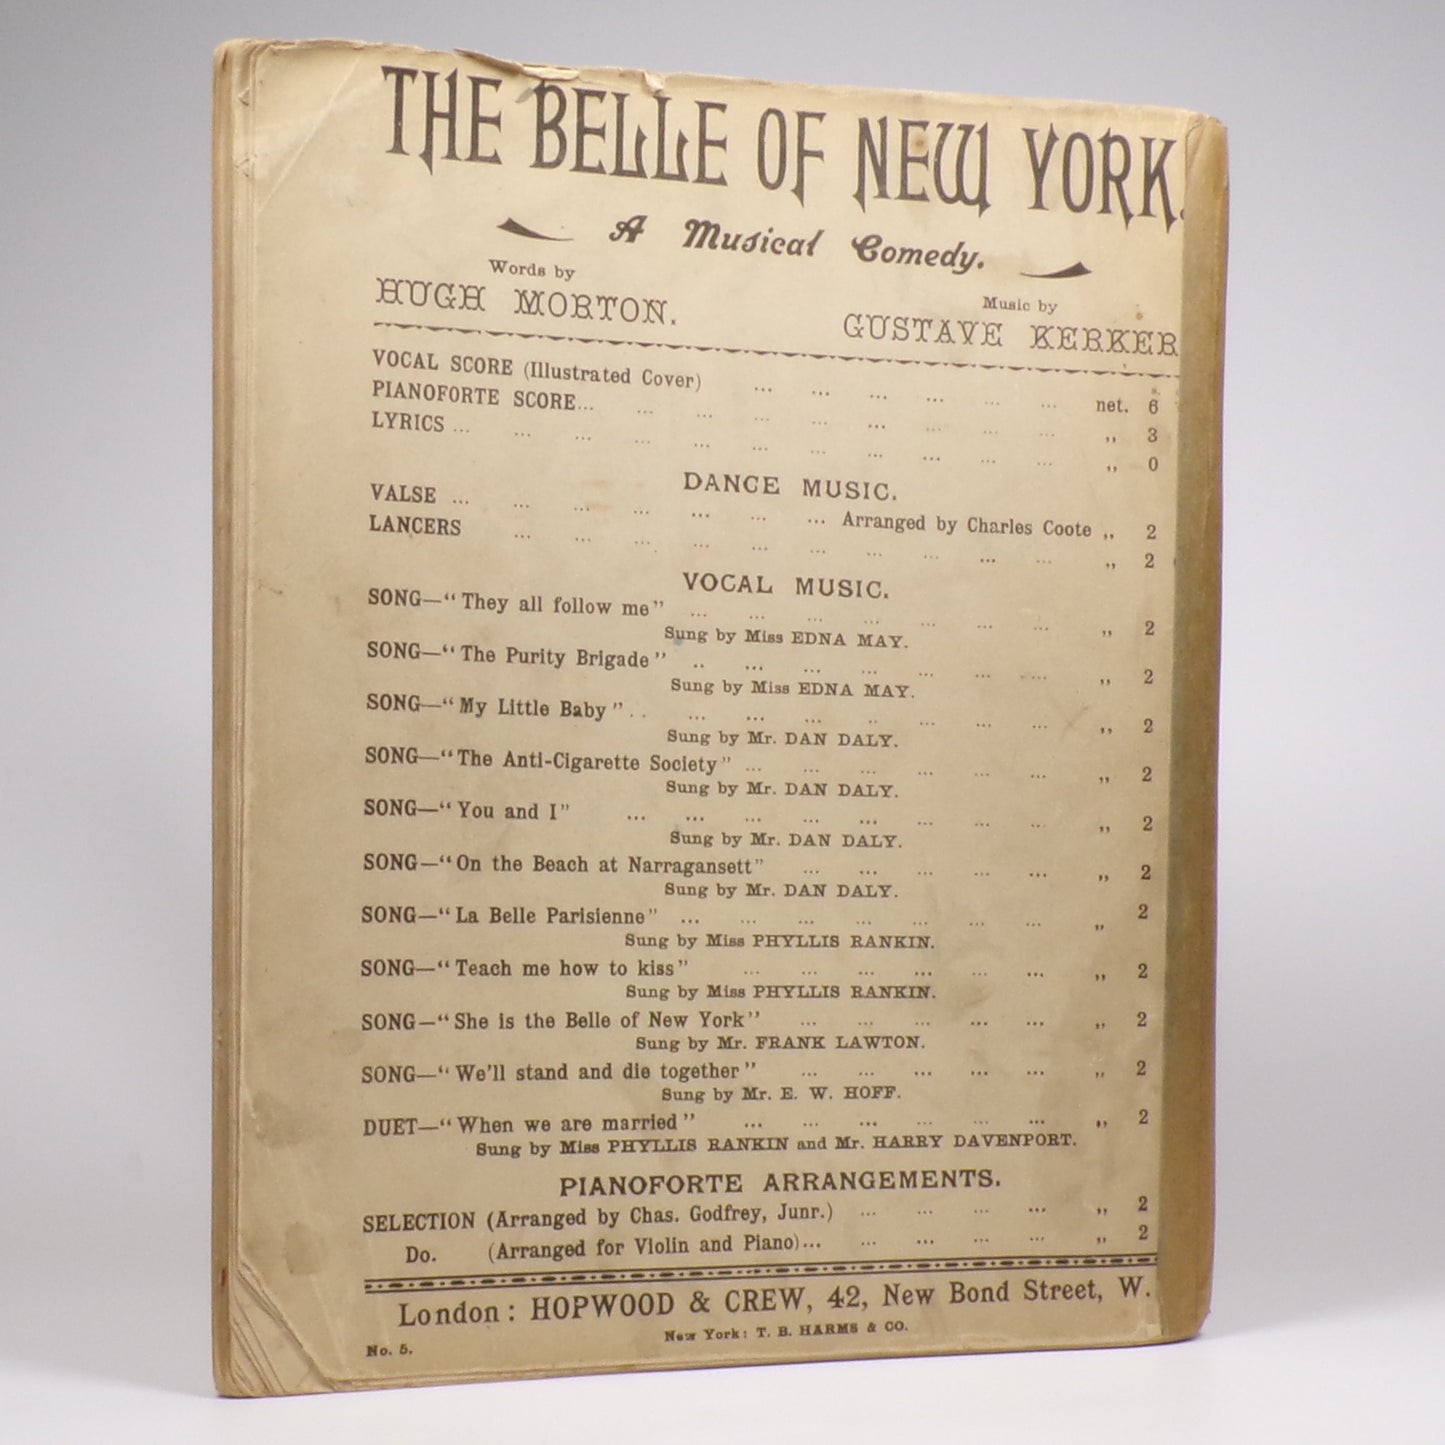 THE BELLE OF NEW YORK.
A Musical Comedy.
Words by
HUGH MORTON.
Music by
GUSTAVE KERKER
VOCAL SCORE (Illustrated Cover) ... ... ... ... ... ... net. 6
PIANOFORTE SCORE... ... ... ... ... ... ... ... ... ,, 3
LYRICS ... ... ... ... ... ... ... ... ... ... ... ,, 0
DANCE MUSIC.
VALSE ... ... ... ... ... ... ... Arranged by Charles Coote ,, 2
LANCERS ... ... ... ... ... ... ... ... ... ... ,, 2
VOCAL MUSIC.
SONG—“They all follow me” ... ... ... ... ... ... ... ,, 2
Sung by Miss EDNA MAY.
SONG—“The Purity Brigade” .. ... ... ... ... ... ... ,, 2
Sung by Miss EDNA MAY.
SONG—“My Little Baby”.. ... ... ... .. ... ... ... ,, 2
Sung by Mr. DAN DALY.
SONG—“The Anti-Cigarette Society” ... ... ... ... ... ... ,, 2
Sung by Mr. DAN DALY.
SONG—“You and I” ... ... ... ... ... ... ... ... ,, 2
Sung by Mr. DAN DALY.
SONG—“On the Beach at Narragansett” ... ... ... ... ... ,, 2
Sung by Mr. DAN DALY.
SONG—“La Belle Parisienne” ... ... ... ... ... ... ... ,, 2
Sung by Miss PHYLLIS RANKIN.
SONG—“Teach me how to kiss” ... ... ... ... ... ... ,, 2
Sung by Miss PHYLLIS RANKIN.
SONG—“She is the Belle of New York” ... ... ... ... ... ,, 2
Sung by Mr. FRANK LAWTON.
SONG—“We'll stand and die together” ... ... ... ... ... ,, 2
Sung by Mr. E. W. HOFF.
DUET—“When we are married” ... ... ... ... ... ... ,, 2
Sung by Miss PHYLLIS RANKIN and Mr. HARRY DAVENPORT.
PIANOFORTE ARRANGEMENTS.
SELECTION (Arranged by Chas. Godfrey, Junr.) ... ... ... ... ,, 2
Do. (Arranged for Violin and Piano)... ... ... ... ... ,, 2
London: HOPWOOD & CREW, 42, New Bond Street, W.
New York: T. B. HARMS & CO.
No. 5.